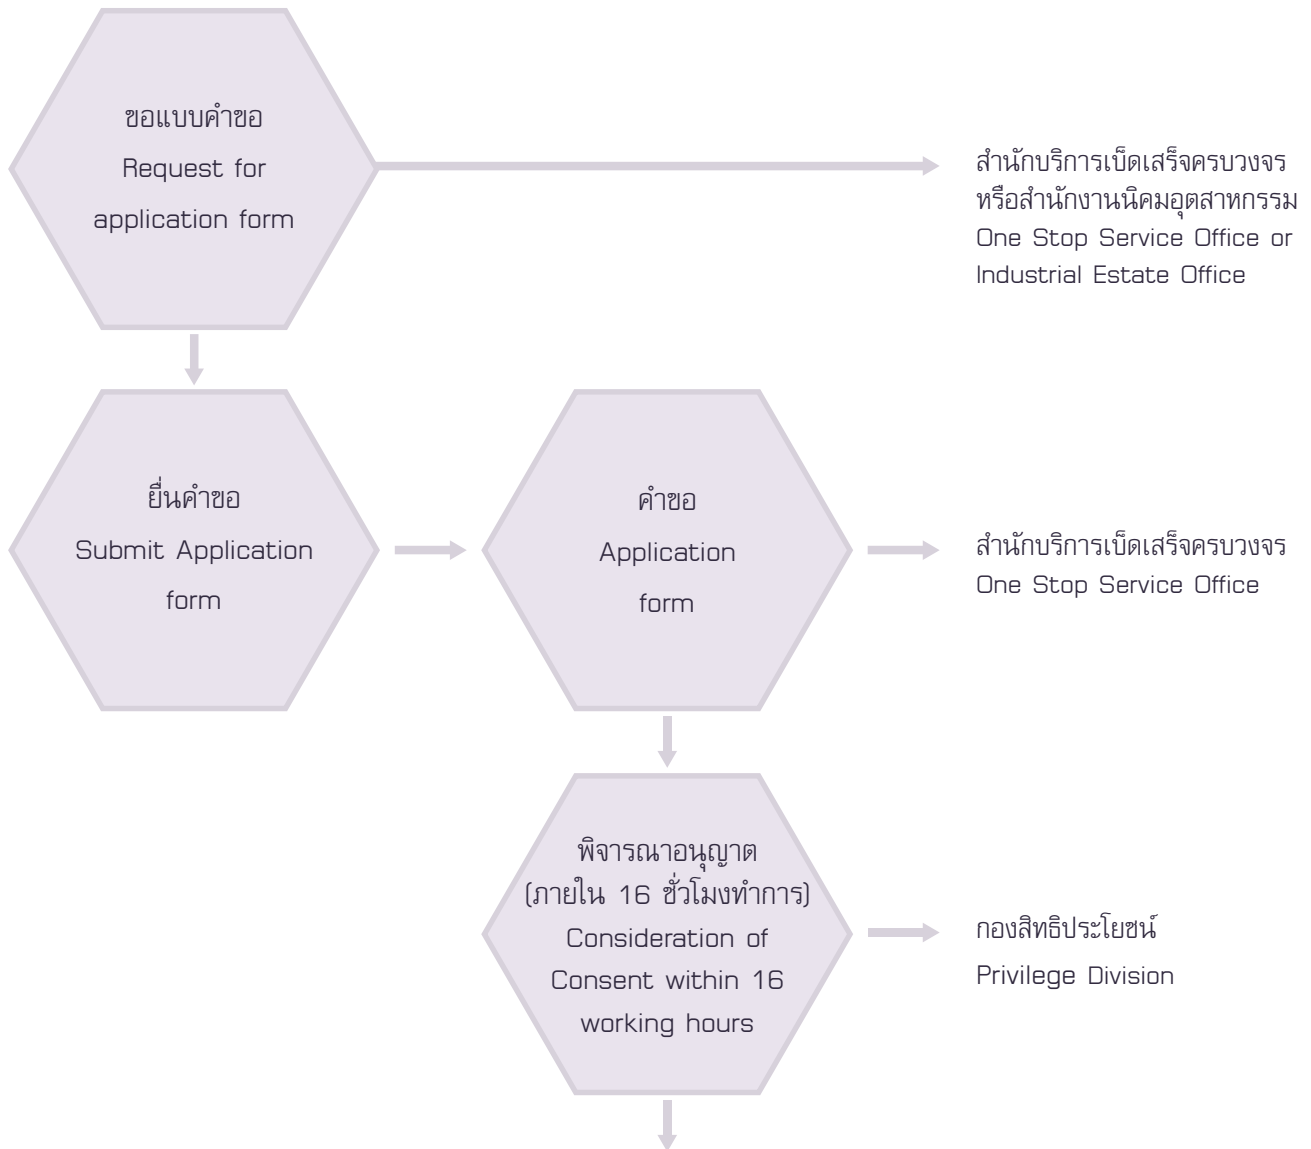 ขอแบบคำขอ
Request for
application form
สำนักบริการเบ็ดเสร็จครบวงจร
หรือสำนักงานนิคมอุตสาหกรรม
One Stop Service Office or
Industrial Estate Office
ยื่นคำขอ
Submit Application
form
คำขอ
Application
form
สำนักบริการเบ็ดเสร็จครบวงจร
One Stop Service Office
พิจารณาอนุญาต
(ภายใน 16 ชั่วโมงทำการ)
Consideration of
Consent within 16
working hours
กองสิทธิประโยชน์
Privilege Division